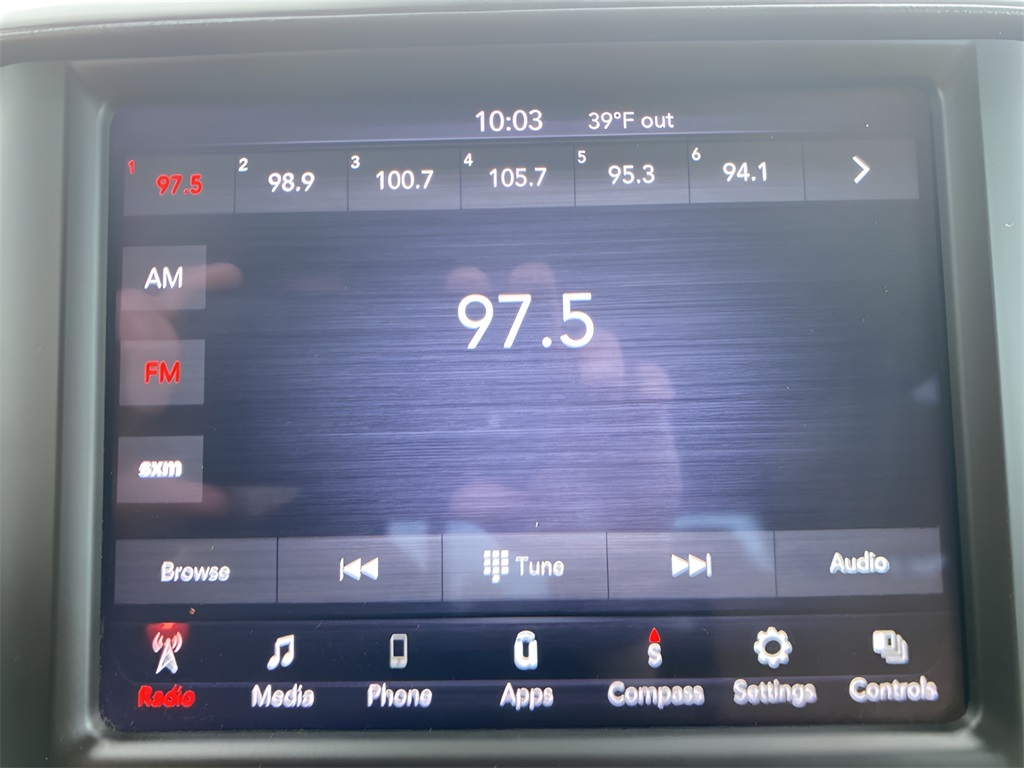 10:03 39°F out
1 97.5 2 98.9 3 100.7 4 105.7 5 95.3 6 94.1
AM
97.5
FM
sxm
Browse Tune Audio
S
Radio Media Phone Apps Compass Settings Controls